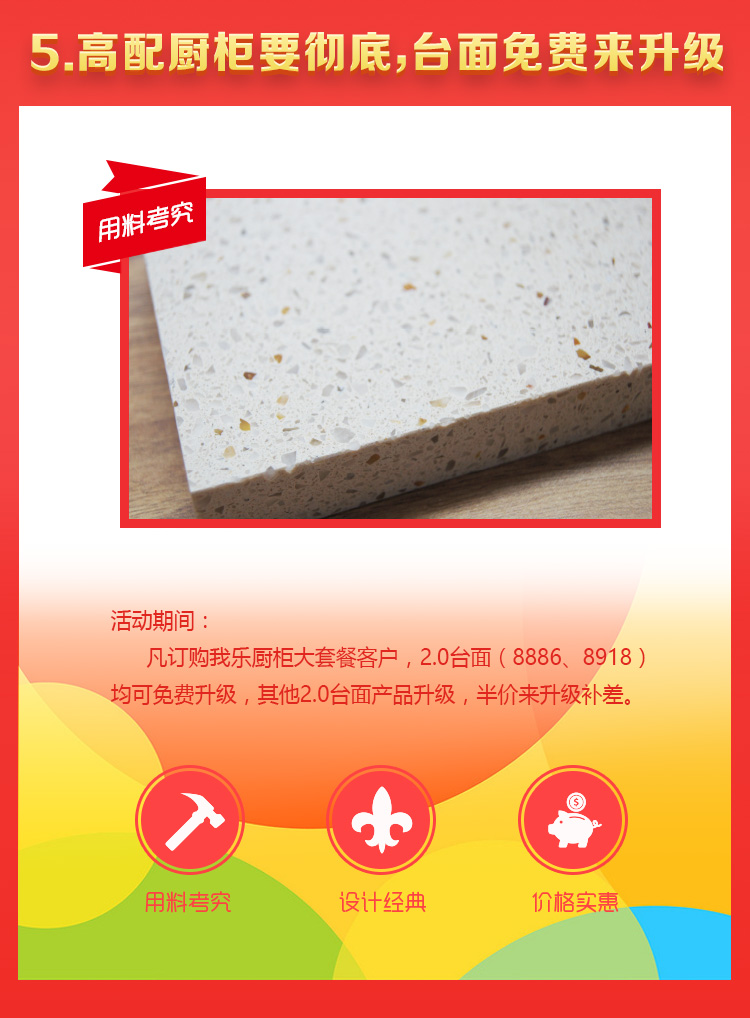 5.高配厨柜要彻底,台面免费来升级
用料考究
活动期间：
凡订购我乐厨柜大套餐客户，2.0台面（8886、8918）
均可免费升级，其他2.0台面产品升级，半价来升级补差。
$
用料考究
设计经典
价格实惠